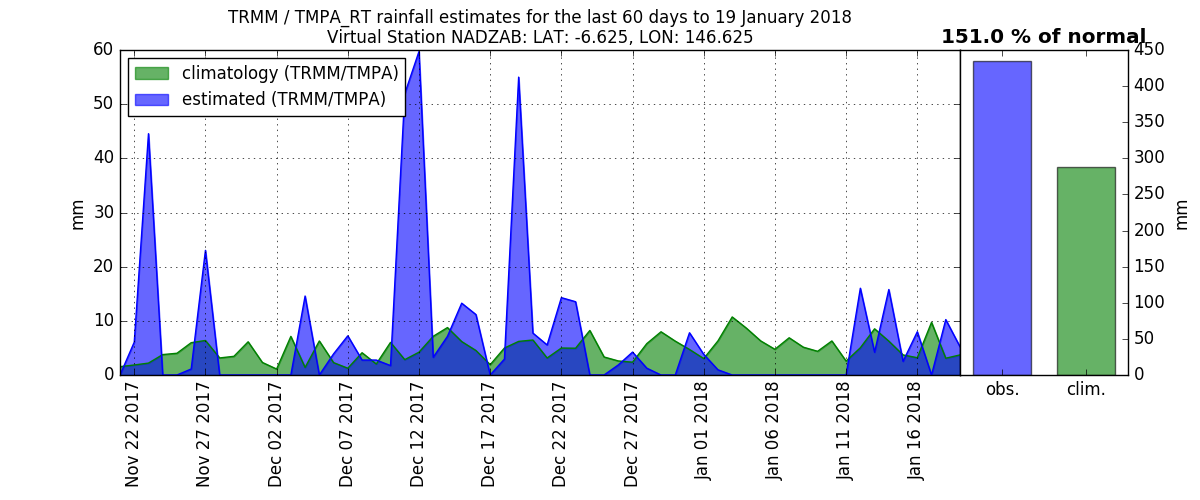 TRMM / TMPA_RT rainfall estimates for the last 60 days to 19 January 2018
Virtual Station NADZAB: LAT: -6.625, LON: 146.625
151.0 % of normal
climatology (TRMM/TMPA)
estimated (TRMM/TMPA)
60
50
40
30
20
10
0
mm
450
400
350
300
250
200
150
100
50
0
mm
Nov 22 2017
Nov 27 2017
Dec 02 2017
Dec 07 2017
Dec 12 2017
Dec 17 2017
Dec 22 2017
Dec 27 2017
Jan 01 2018
Jan 06 2018
Jan 11 2018
Jan 16 2018
obs.
clim.